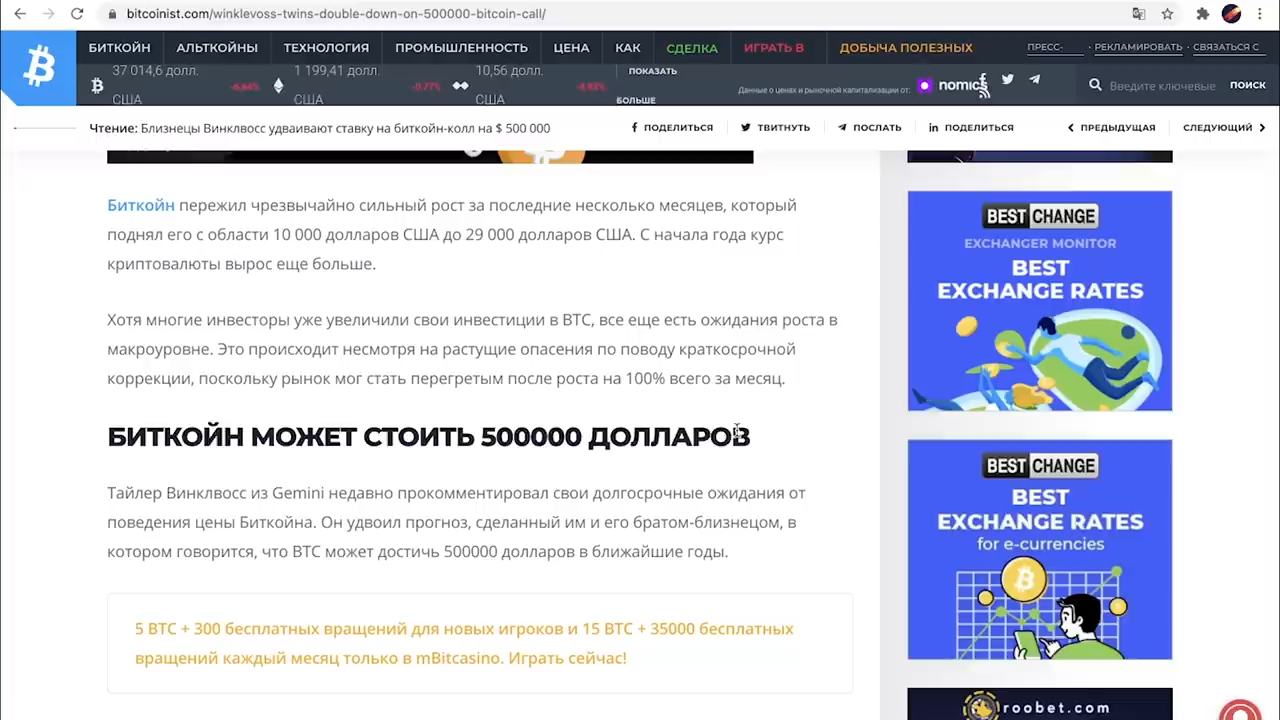 bitcoinist.com/winklevoss-twins-double-down-on-500000-bitcoin-call/
БИТКОЙН АЛЬТКОЙНЫ ТЕХНОЛОГИЯ ПРОМЫШЛЕННОСТЬ ЦЕНА КАК СДЕЛКА ИГРАТЬ В ДОБЫЧА ПОЛЕЗНЫХ ПРЕСС- · РЕКЛАМИРОВАТЬ · СВЯЗАТЬСЯ С
37 014,6 долл. США -6,64% 1 199,41 долл. США -0,77% 10,56 долл. США -4,93% ПОКАЗАТЬ БОЛЬШЕ
Данные о ценах и рыночной капитализации от: nomics
Введите ключевые ПОИСК
Чтение: Близнецы Винклвосс удваивают ставку на биткойн-колл на $ 500 000
ПОДЕЛИТЬСЯ ТВИТНУТЬ ПОСЛАТЬ ПОДЕЛИТЬСЯ ПРЕДЫДУЩАЯ СЛЕДУЮЩИЙ
Биткойн пережил чрезвычайно сильный рост за последние несколько месяцев, который
поднял его с области 10 000 долларов США до 29 000 долларов США. С начала года курс
криптовалюты вырос еще больше.
Хотя многие инвесторы уже увеличили свои инвестиции в BTC, все еще есть ожидания роста в
макроуровне. Это происходит несмотря на растущие опасения по поводу краткосрочной
коррекции, поскольку рынок мог стать перегретым после роста на 100% всего за месяц.
БИТКОЙН МОЖЕТ СТОИТЬ 500000 ДОЛЛАРОВ
Тайлер Винклвосс из Gemini недавно прокомментировал свои долгосрочные ожидания от
поведения цены Биткойна. Он удвоил прогноз, сделанный им и его братом-близнецом, в
котором говорится, что BTC может достичь 500000 долларов в ближайшие годы.
5 BTC + 300 бесплатных вращений для новых игроков и 15 BTC + 35000 бесплатных
вращений каждый месяц только в mBitcasino. Играть сейчас!
BEST CHANGE
EXCHANGER MONITOR
BEST
EXCHANGE RATES
BEST CHANGE
BEST
EXCHANGE RATES
for e-currencies
roobet.com